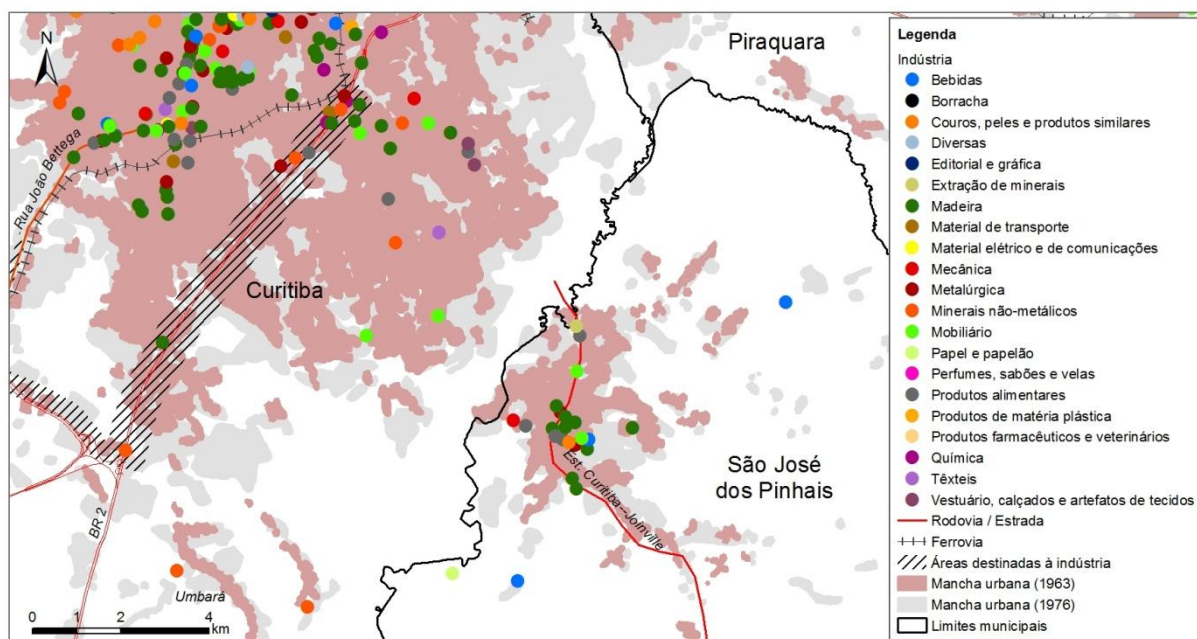 N
Piraquara
Rua João Bettega
Curitiba
São José
dos Pinhais
Est. Curitiba--Joinville
BR 2
Umbará
0 1 2 4
km
Legenda
Indústria
Bebidas
Borracha
Couros, peles e produtos similares
Diversas
Editorial e gráfica
Extração de minerais
Madeira
Material de transporte
Material elétrico e de comunicações
Mecânica
Metalúrgica
Minerais não-metálicos
Mobiliário
Papel e papelão
Perfumes, sabões e velas
Produtos alimentares
Produtos de matéria plástica
Produtos farmacêuticos e veterinários
Química
Têxteis
Vestuário, calçados e artefatos de tecidos
Rodovia / Estrada
Ferrovia
Áreas destinadas à indústria
Mancha urbana (1963)
Mancha urbana (1976)
Limites municipais